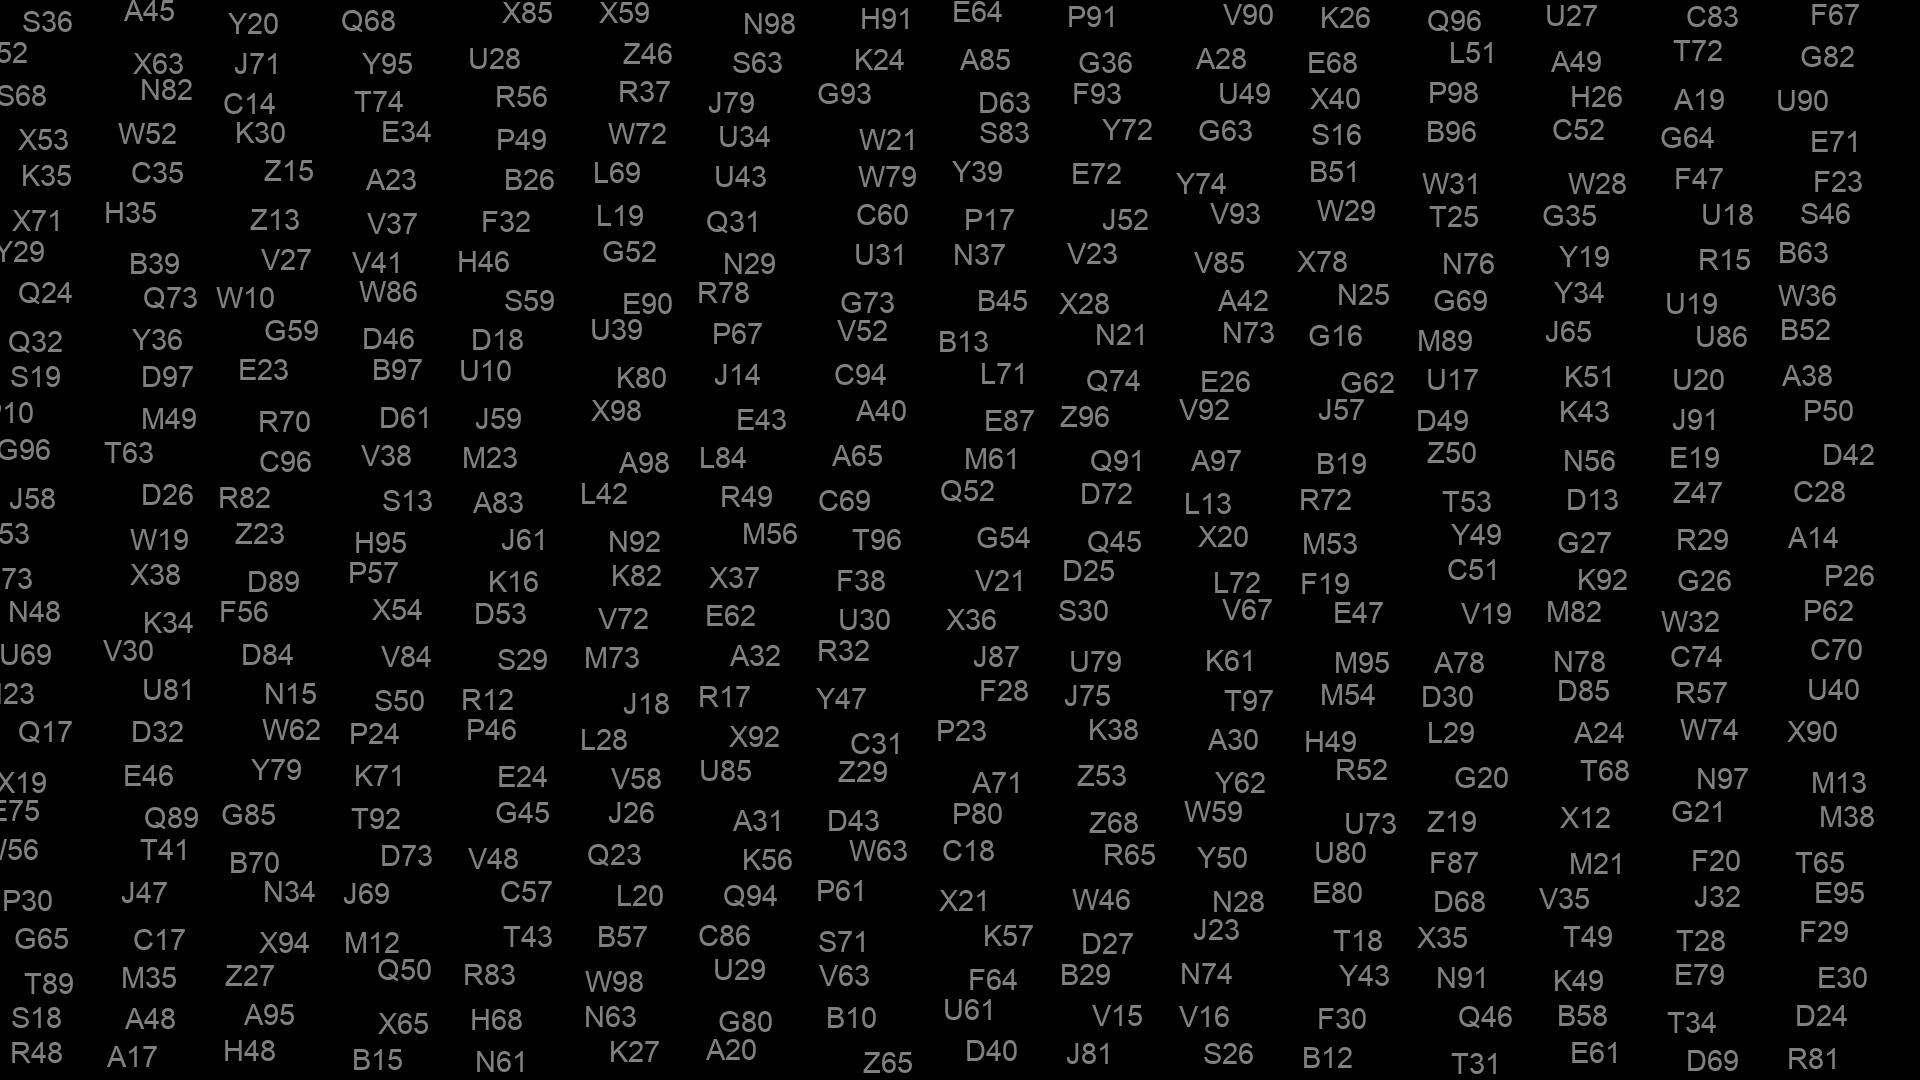 S36 A45 Y20 Q68 X85 X59 N98 H91 E64 P91 V90 K26 Q96 U27 C83 F67
52 X63 J71 Y95 U28 Z46 S63 K24 A85 G36 A28 E68 L51 A49 T72 G82
S68 N82 C14 T74 R56 R37 J79 G93 D63 F93 U49 X40 P98 H26 A19 U90
X53 W52 K30 E34 P49 W72 U34 W21 S83 Y72 G63 S16 B96 C52 G64 E71
K35 C35 Z15 A23 B26 L69 U43 W79 Y39 E72 Y74 B51 W31 W28 F47 F23
X71 H35 Z13 V37 F32 L19 Q31 C60 P17 J52 V93 W29 T25 G35 U18 S46
Y29 B39 V27 V41 H46 G52 N29 U31 N37 V23 V85 X78 N76 Y19 R15 B63
Q24 Q73 W10 W86 S59 E90 R78 G73 B45 X28 A42 N25 G69 Y34 U19 W36
Q32 Y36 G59 D46 D18 U39 P67 V52 B13 N21 N73 G16 M89 J65 U86 B52
S19 D97 E23 B97 U10 K80 J14 C94 L71 Q74 E26 G62 U17 K51 U20 A38
10 M49 R70 D61 J59 X98 E43 A40 E87 Z96 V92 J57 D49 K43 J91 P50
G96 T63 C96 V38 M23 A98 L84 A65 M61 Q91 A97 B19 Z50 N56 E19 D42
J58 D26 R82 S13 A83 L42 R49 C69 Q52 D72 L13 R72 T53 D13 Z47 C28
53 W19 Z23 H95 J61 N92 M56 T96 G54 Q45 X20 M53 Y49 G27 R29 A14
73 X38 D89 P57 K16 K82 X37 F38 V21 D25 L72 F19 C51 K92 G26 P26
N48 K34 F56 X54 D53 V72 E62 U30 X36 S30 V67 E47 V19 M82 W32 P62
U69 V30 D84 V84 S29 M73 A32 R32 J87 U79 K61 M95 A78 N78 C74 C70
23 U81 N15 S50 R12 J18 R17 Y47 F28 J75 T97 M54 D30 D85 R57 U40
Q17 D32 W62 P24 P46 L28 X92 C31 P23 K38 A30 H49 L29 A24 W74 X90
X19 E46 Y79 K71 E24 V58 U85 Z29 A71 Z53 Y62 R52 G20 T68 N97 M13
E75 Q89 G85 T92 G45 J26 A31 D43 P80 Z68 W59 U73 Z19 X12 G21 M38
W56 T41 B70 D73 V48 Q23 K56 W63 C18 R65 Y50 U80 F87 M21 F20 T65
P30 J47 N34 J69 C57 L20 Q94 P61 X21 W46 N28 E80 D68 V35 J32 E95
G65 C17 X94 M12 T43 B57 C86 S71 K57 D27 J23 T18 X35 T49 T28 F29
T89 M35 Z27 Q50 R83 W98 U29 V63 F64 B29 N74 Y43 N91 K49 E79 E30
S18 A48 A95 X65 H68 N63 G80 B10 U61 V15 V16 F30 Q46 B58 T34 D24
R48 A17 H48 B15 N61 K27 A20 Z65 D40 J81 S26 B12 T31 E61 D69 R81